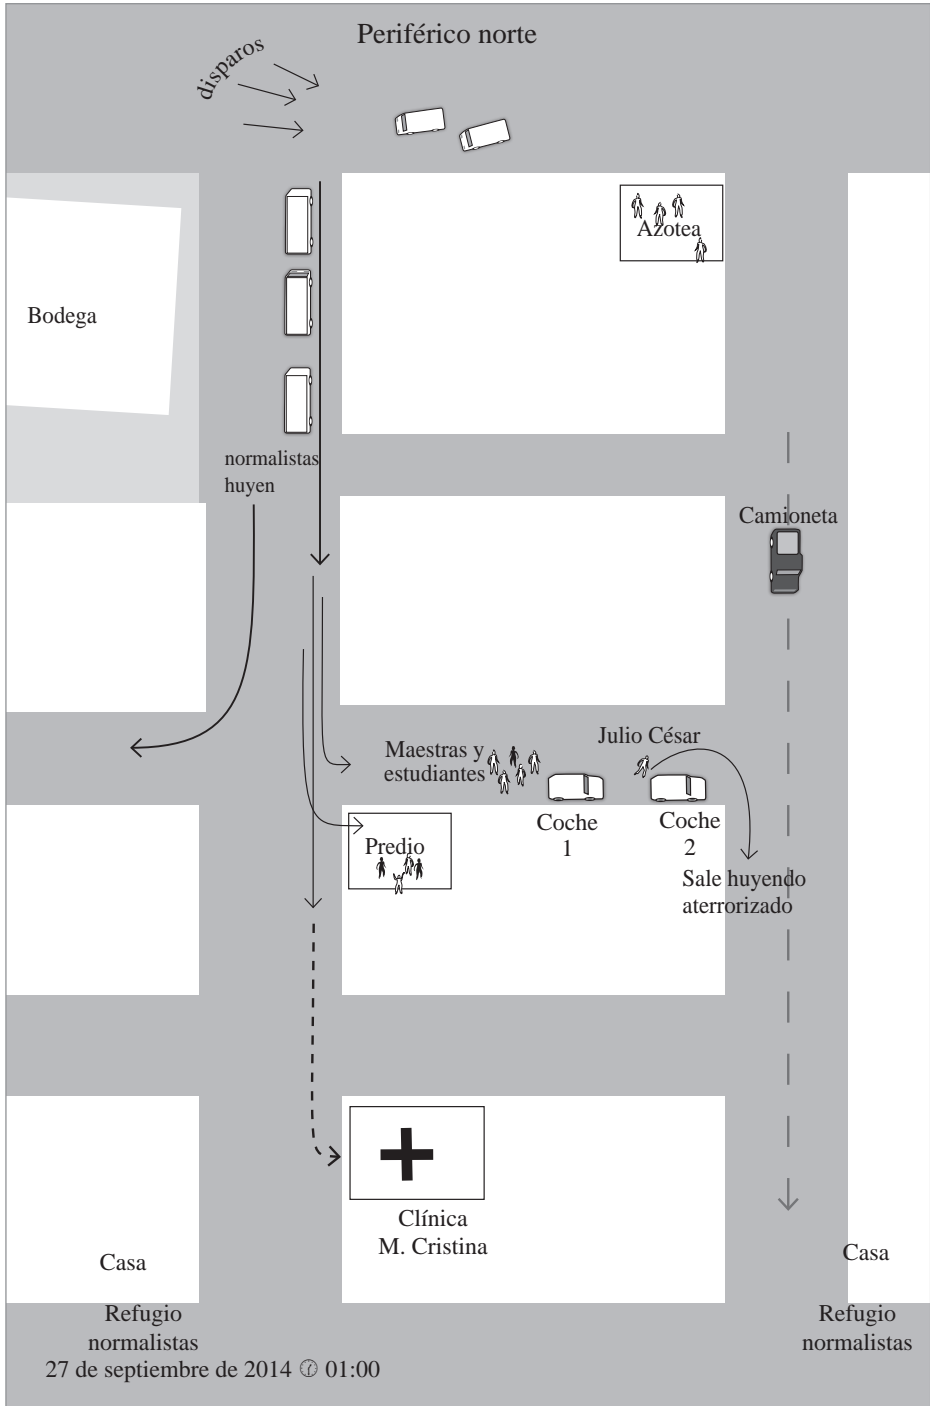 Periférico norte
disparos
Azotea
Bodega
normalistas
huyen
Camioneta
Julio César
Maestras y
estudiantes
Coche
1
Coche
2
Predio
Sale huyendo
aterrorizado
Clínica
M. Cristina
Casa
Casa
Refugio
normalistas
Refugio
normalistas
27 de septiembre de 2014 01:00